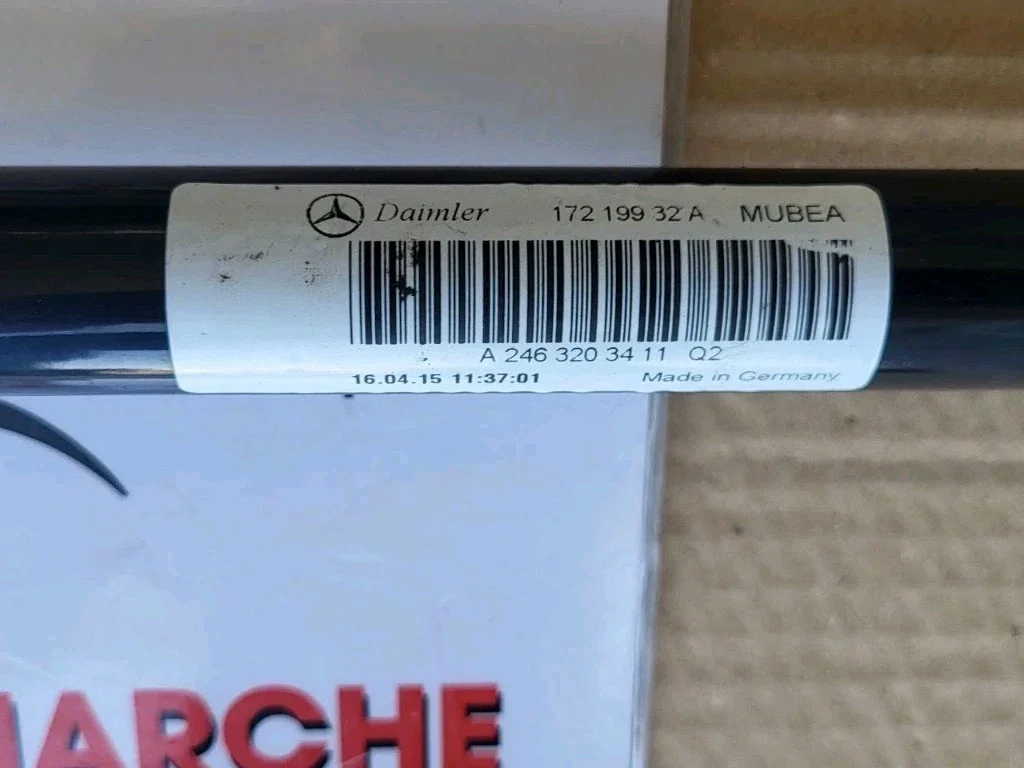 Daimler 172 199 32 A MUBEA
A 246 320 34 11 Q2
16.04.15 11:37:01 Made in Germany
MARCHE